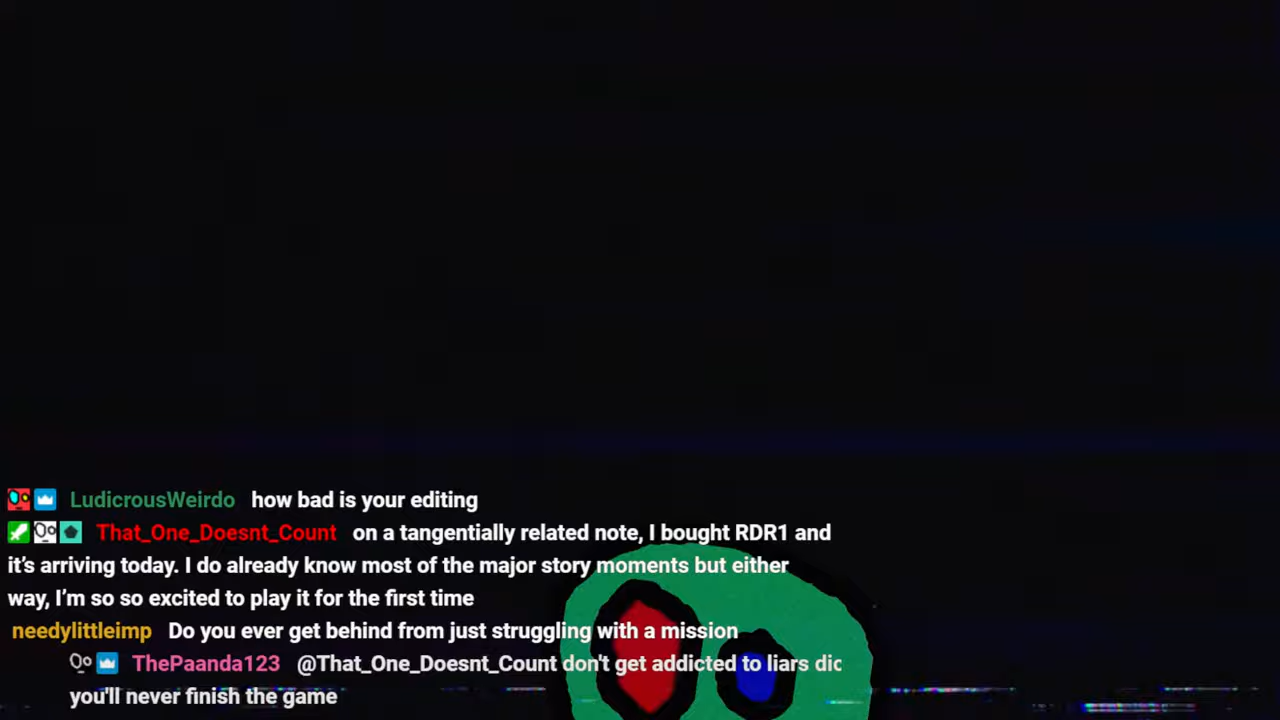 LudicrousWeirdo how bad is your editing
That_One_Doesnt_Count on a tangentially related note, I bought RDR1 and
it's arriving today. I do already know most of the major story moments but either
way, I'm so so excited to play it for the first time
needylittleimp Do you ever get behind from just struggling with a mission
ThePaanda123 @That_One_Doesnt_Count don't get addicted to liars dic
you'll never finish the game